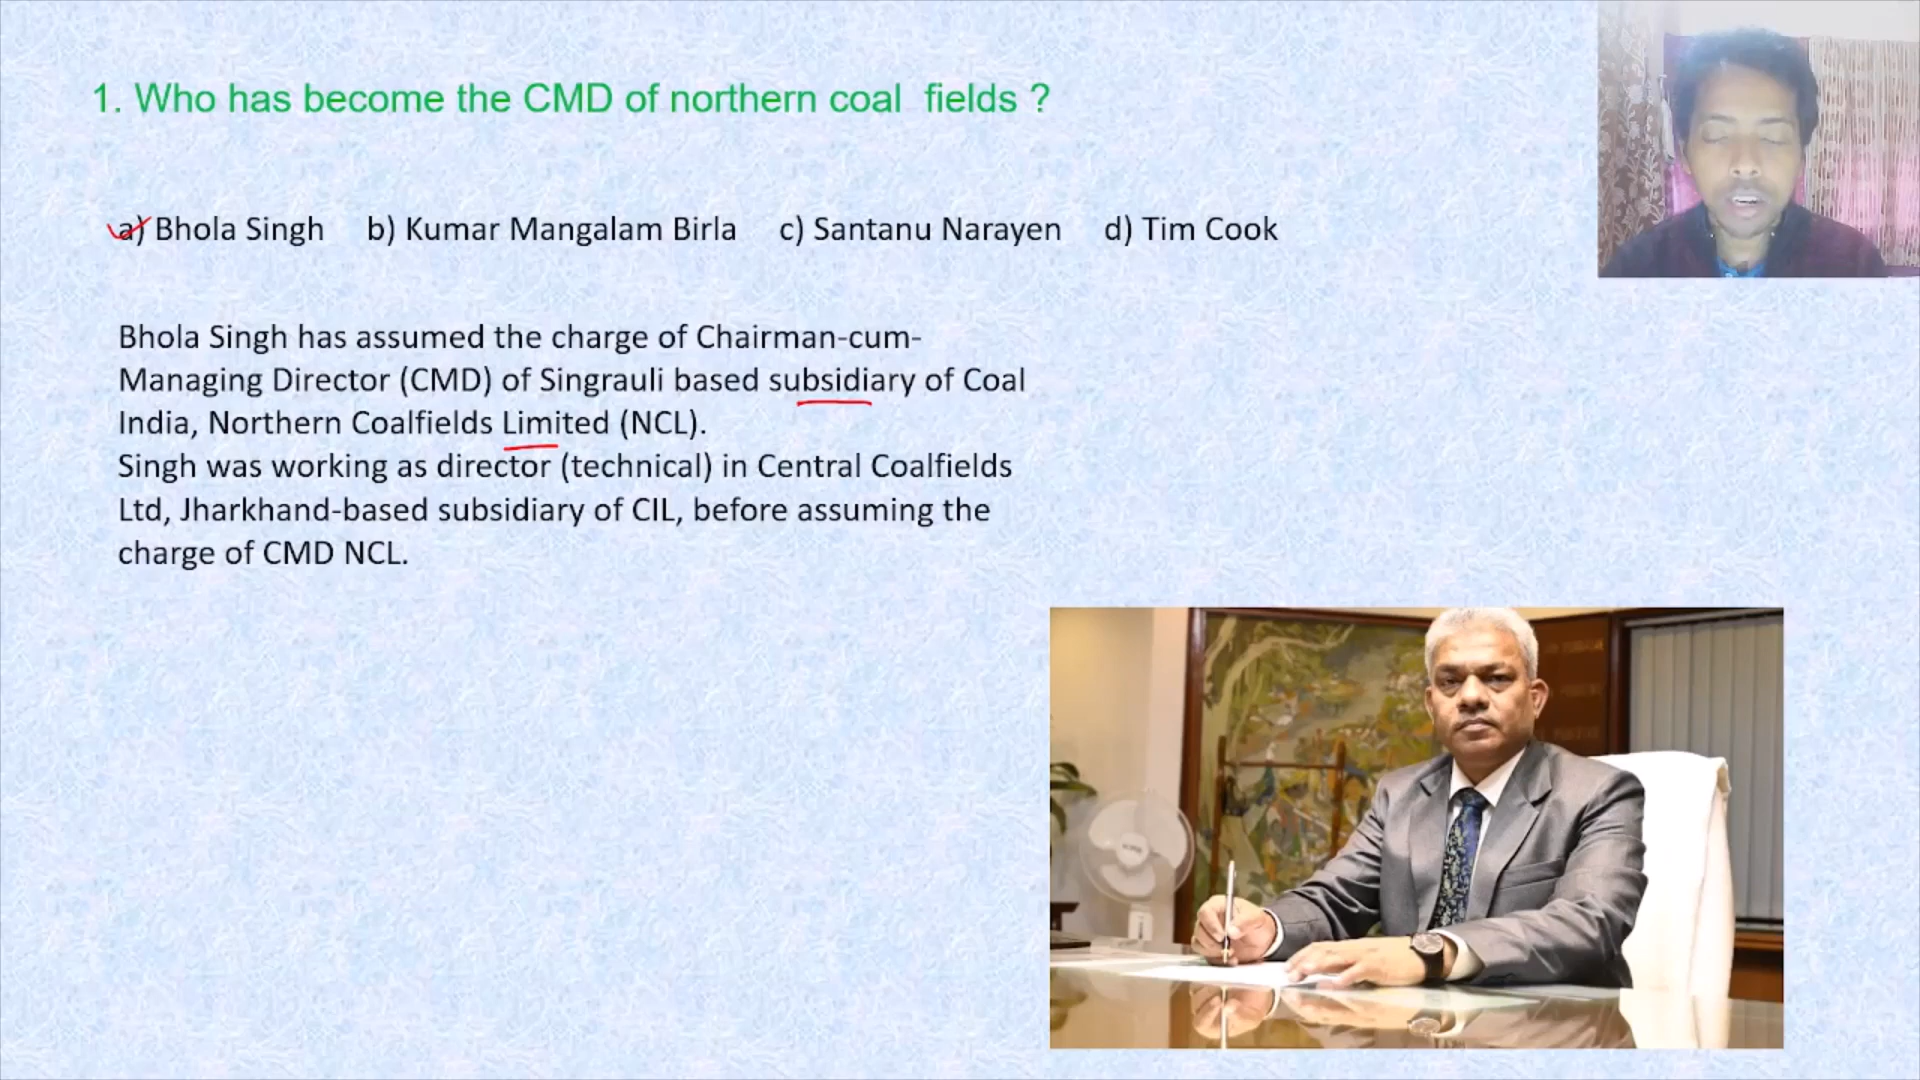 1. Who has become the CMD of northern coal fields ?
a) Bhola Singh b) Kumar Mangalam Birla c) Santanu Narayen d) Tim Cook
Bhola Singh has assumed the charge of Chairman-cum-
Managing Director (CMD) of Singrauli based subsidiary of Coal
India, Northern Coalfields Limited (NCL).
Singh was working as director (technical) in Central Coalfields
Ltd, Jharkhand-based subsidiary of CIL, before assuming the
charge of CMD NCL.